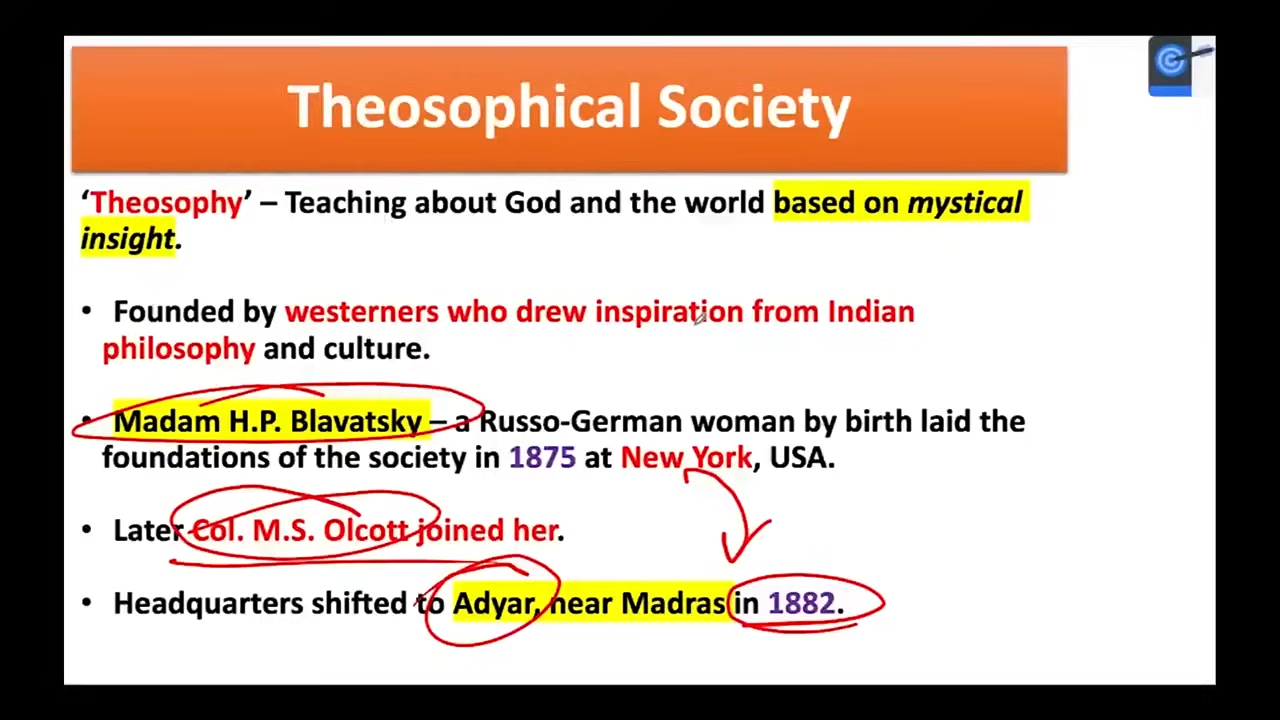 Theosophical Society
‘Theosophy’ – Teaching about God and the world based on mystical
insight.
• Founded by westerners who drew inspiration from Indian
philosophy and culture.
• Madam H.P. Blavatsky – a Russo-German woman by birth laid the
foundations of the society in 1875 at New York, USA.
• Later Col. M.S. Olcott joined her.
• Headquarters shifted to Adyar, near Madras in 1882.